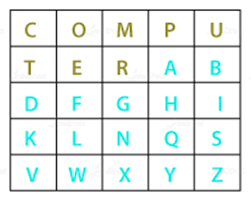 C O M P U
T E R A B
D F G H I
K L N Q S
V W X Y Z